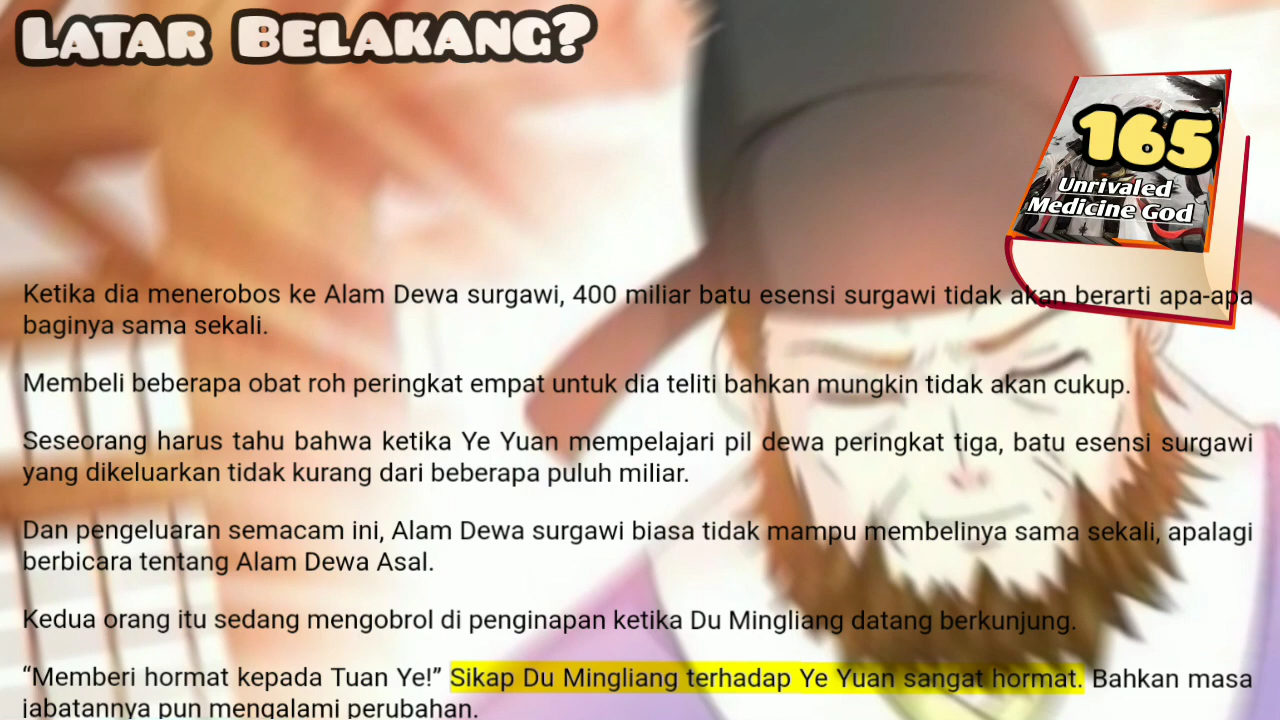 LATAR BELAKANG?
165
Unrivaled
Medicine God
Ketika dia menerobos ke Alam Dewa surgawi, 400 miliar batu esensi surgawi tidak akan berarti apa-apa
baginya sama sekali.
Membeli beberapa obat roh peringkat empat untuk dia teliti bahkan mungkin tidak akan cukup.
Seseorang harus tahu bahwa ketika Ye Yuan mempelajari pil dewa peringkat tiga, batu esensi surgawi
yang dikeluarkan tidak kurang dari beberapa puluh miliar.
Dan pengeluaran semacam ini, Alam Dewa surgawi biasa tidak mampu membelinya sama sekali, apalagi
berbicara tentang Alam Dewa Asal.
Kedua orang itu sedang mengobrol di penginapan ketika Du Mingliang datang berkunjung.
“Memberi hormat kepada Tuan Ye!” Sikap Du Mingliang terhadap Ye Yuan sangat hormat. Bahkan masa
jabatannya pun mengalami perubahan.